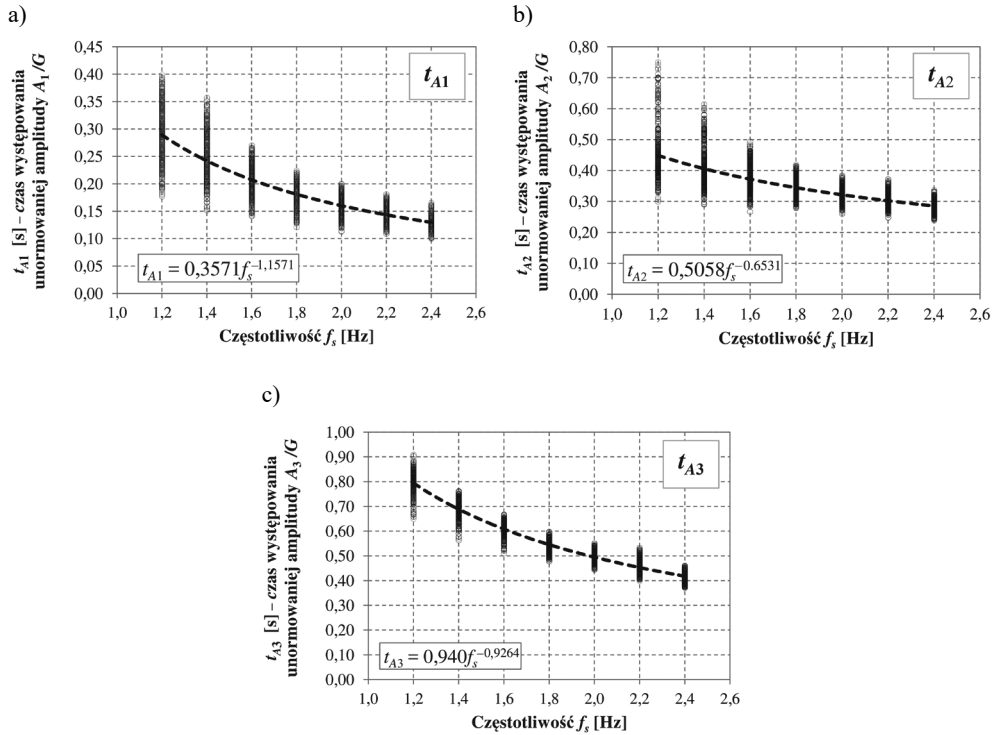 a)
t_A1 [s] – czas występowania
unormowaniej amplitudy A₁/G
0,45
0,40
0,35
0,30
0,25
0,20
0,15
0,10
0,05
0,00
t_A1
t_A1 = 0,3571f_s^–1,1571
1,0 1,2 1,4 1,6 1,8 2,0 2,2 2,4 2,6
Częstotliwość f_s [Hz]
b)
t_A2 [s] – czas występowania
unormowaniej amplitudy A₂/G
0,80
0,70
0,60
0,50
0,40
0,30
0,20
0,10
0,00
t_A2
t_A2 = 0,5058f_s^–0.6531
1,0 1,2 1,4 1,6 1,8 2,0 2,2 2,4 2,6
Częstotliwość f_s [Hz]
c)
t_A3 [s] – czas występowania
unormowaniej amplitudy A₃/G
1,00
0,90
0,80
0,70
0,60
0,50
0,40
0,30
0,20
0,10
0,00
t_A3
t_A3 = 0,940f_s^–0,9264
1,0 1,2 1,4 1,6 1,8 2,0 2,2 2,4 2,6
Częstotliwość f_s [Hz]